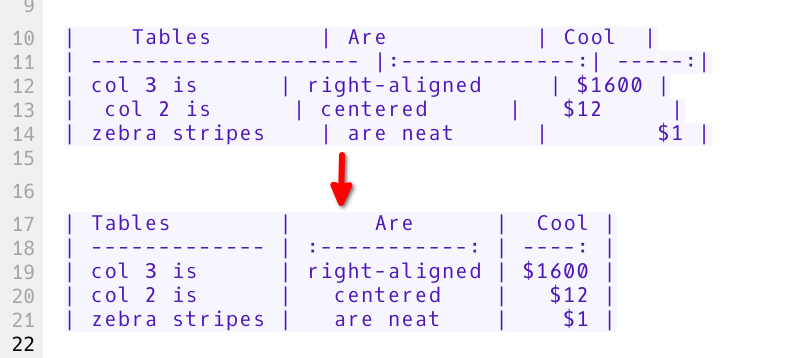 9
10 |    Tables        | Are           | Cool  |
11 | -------------------- |:-------------:| -----:|
12 | col 3 is      | right-aligned     | $1600 |
13 |  col 2 is      | centered      |   $12     |
14 | zebra stripes    | are neat      |        $1 |
15
16
17 | Tables        |      Are      |  Cool |
18 | ------------- | :-----------: | ----: |
19 | col 3 is      | right-aligned | $1600 |
20 | col 2 is      |   centered    |   $12 |
21 | zebra stripes |   are neat    |    $1 |
22